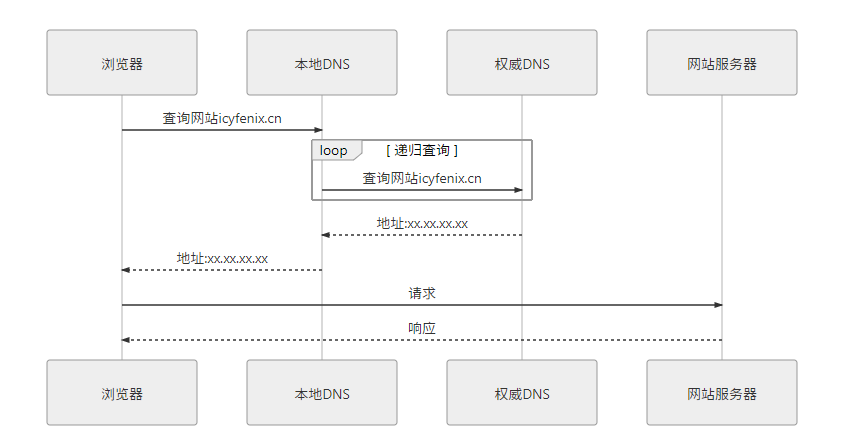 浏览器
本地DNS
权威DNS
网站服务器
查询网站icyfenix.cn
loop
[ 递归查询 ]
查询网站icyfenix.cn
地址:xx.xx.xx.xx
地址:xx.xx.xx.xx
请求
响应
浏览器
本地DNS
权威DNS
网站服务器